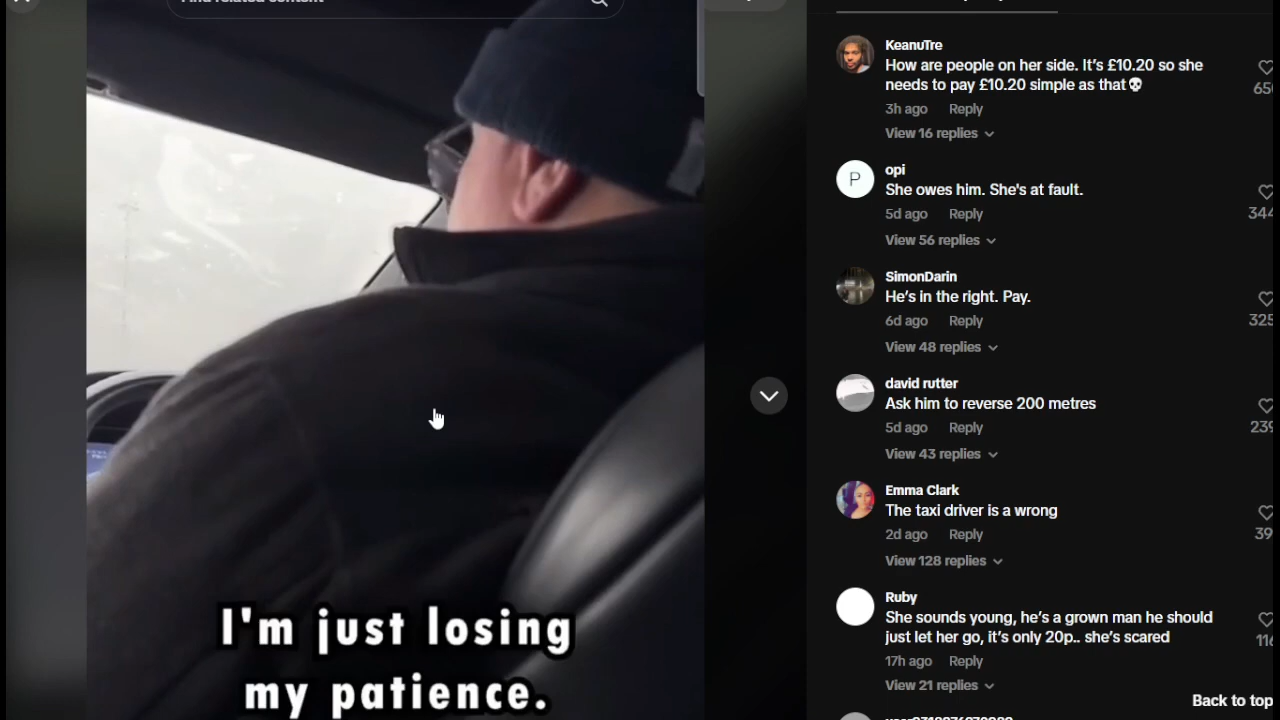 KeanuTre
How are people on her side. It's £10.20 so she
needs to pay £10.20 simple as that💀
3h ago Reply
View 16 replies
P
opi
She owes him. She's at fault.
344
5d ago Reply
View 56 replies
SimonDarin
He's in the right. Pay.
325
6d ago Reply
View 48 replies
david rutter
Ask him to reverse 200 metres
239
5d ago Reply
View 43 replies
Emma Clark
The taxi driver is a wrong
39
2d ago Reply
View 128 replies
Ruby
She sounds young, he's a grown man he should
just let her go, it's only 20p.. she's scared
17h ago Reply
View 21 replies
Back to top
I'm just losing
my patience.